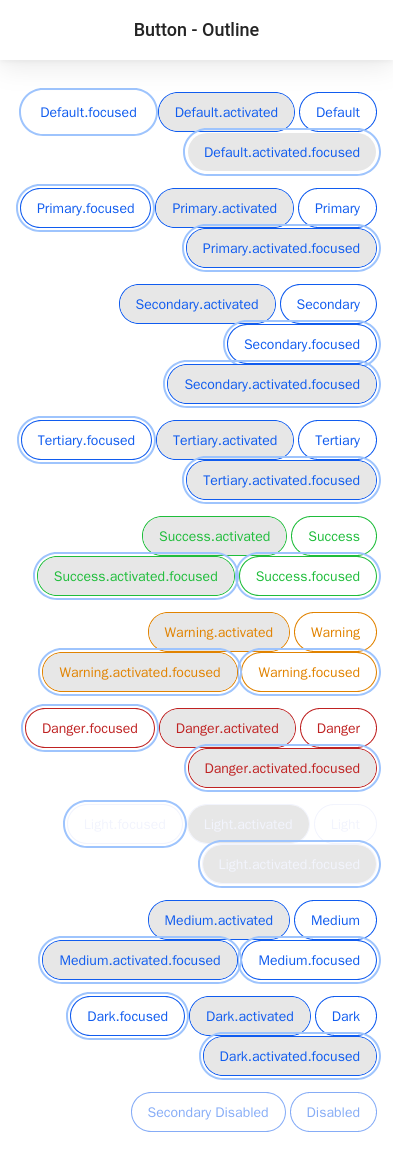 Button - Outline
Default.focused Default.activated Default
Default.activated.focused
Primary.focused Primary.activated Primary
Primary.activated.focused
Secondary.activated Secondary
Secondary.focused
Secondary.activated.focused
Tertiary.focused Tertiary.activated Tertiary
Tertiary.activated.focused
Success.activated Success
Success.activated.focused Success.focused
Warning.activated Warning
Warning.activated.focused Warning.focused
Danger.focused Danger.activated Danger
Danger.activated.focused
Light.focused Light.activated Light
Light.activated.focused
Medium.activated Medium
Medium.activated.focused Medium.focused
Dark.focused Dark.activated Dark
Dark.activated.focused
Secondary Disabled Disabled